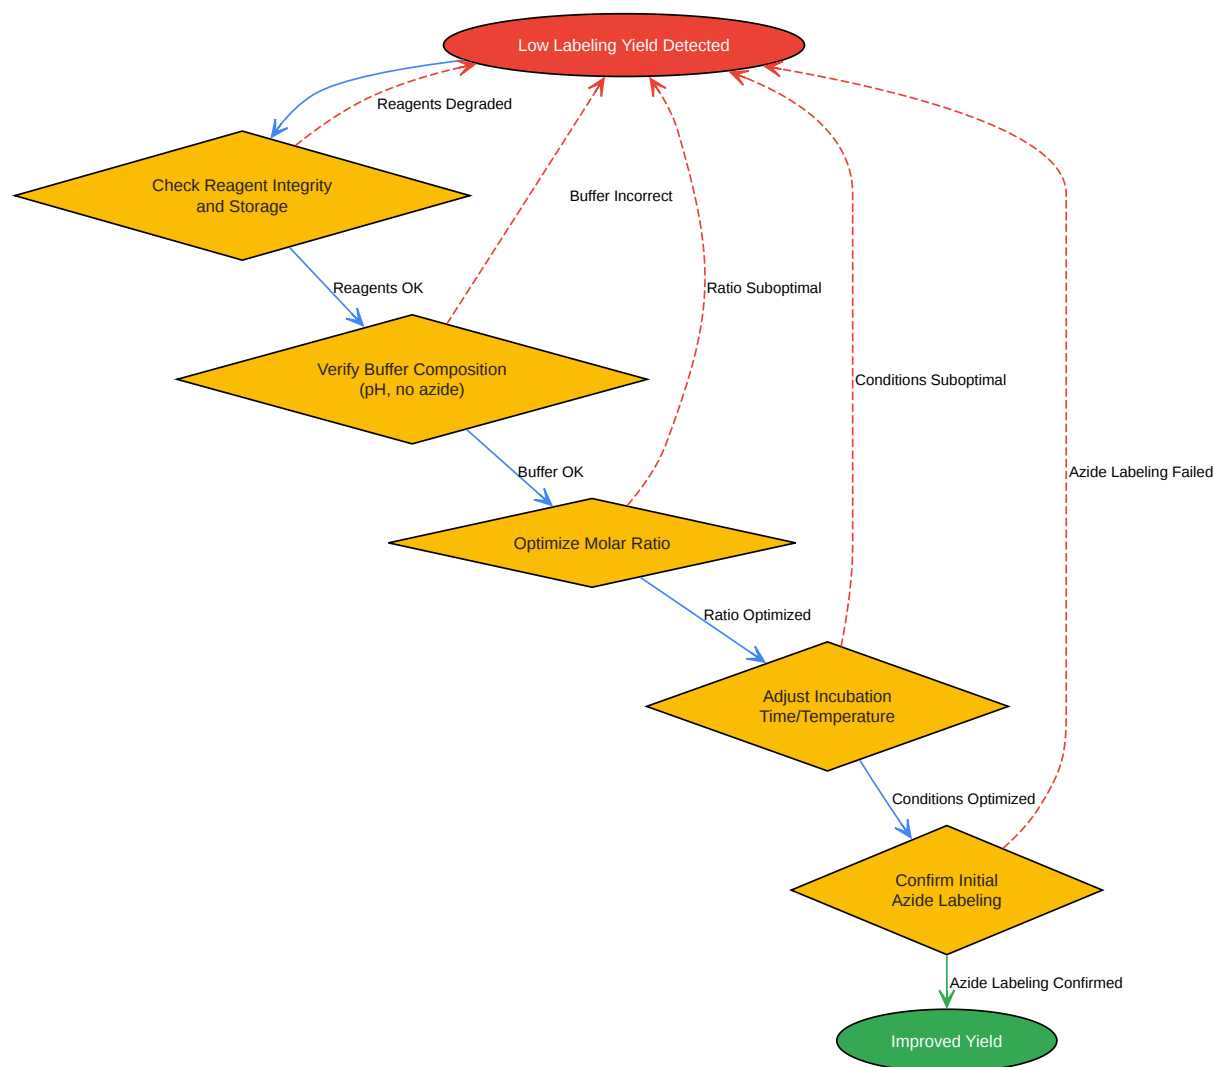 Low Labeling Yield Detected
Reagents Degraded
Check Reagent Integrity
and Storage
Buffer Incorrect
Reagents OK
Ratio Suboptimal
Verify Buffer Composition
(pH, no azide)
Conditions Suboptimal
Buffer OK
Azide Labeling Failed
Optimize Molar Ratio
Ratio Optimized
Adjust Incubation
Time/Temperature
Conditions Optimized
Confirm Initial
Azide Labeling
Azide Labeling Confirmed
Improved Yield